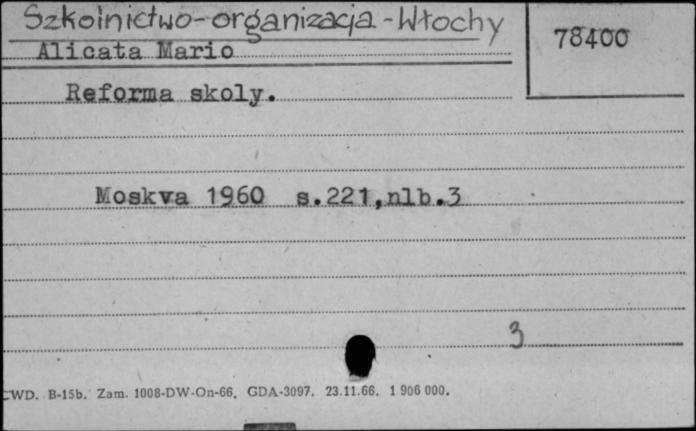 Szkolnictwo-organizacja-Włochy
78400
Alicata Mario
Reforma skoly.
Moskva 1960 s.221,nlb.3
3
CWD. B-15b. Zam. 1008-DW-On-66. GDA-3097. 23.11.66. 1 906 000.